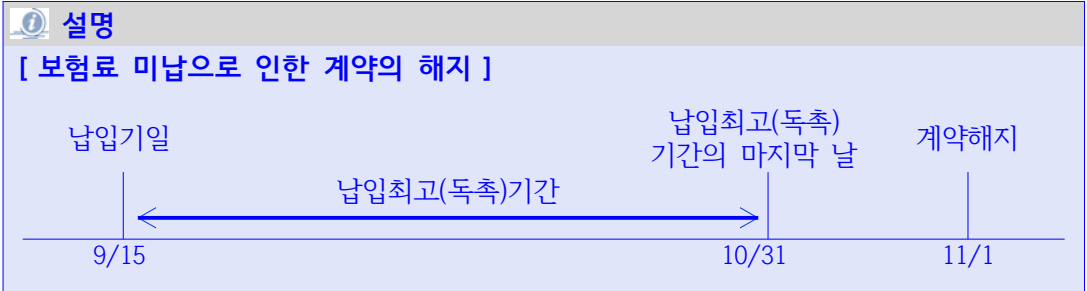 설명
[ 보험료 미납으로 인한 계약의 해지 ]
납입기일
납입최고(독촉)
기간의 마지막 날
계약해지
납입최고(독촉)기간
9/15
10/31
11/1